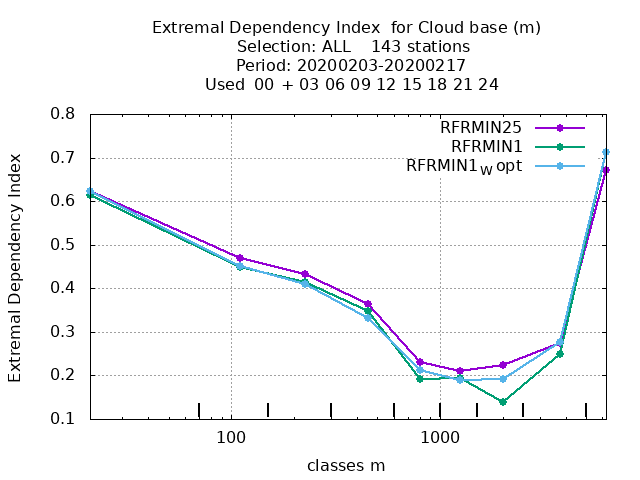 Extremal Dependency Index  for Cloud base (m)
Selection: ALL    143 stations
Period: 20200203-20200217
Used  00 + 03 06 09 12 15 18 21 24
RFRMIN25
RFRMIN1
RFRMIN1W opt
Extremal Dependency Index
0.8
0.7
0.6
0.5
0.4
0.3
0.2
0.1
100 1000
classes m